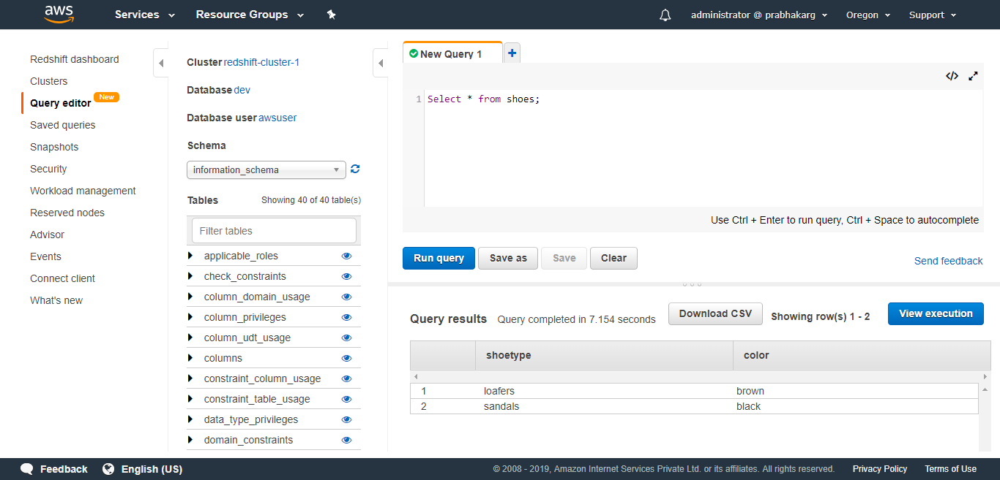 aws Services Resource Groups administrator @ prabhakarg Oregon Support
Redshift dashboard
Clusters
Query editor New
Saved queries
Snapshots
Security
Workload management
Reserved nodes
Advisor
Events
Connect client
What's new
Cluster redshift-cluster-1
Database dev
Database user awsuser
Schema
information_schema
Tables Showing 40 of 40 table(s)
Filter tables
applicable_roles
check_constraints
column_domain_usage
column_privileges
column_udt_usage
columns
constraint_column_usage
constraint_table_usage
data_type_privileges
domain_constraints
New Query 1 +
</>
1 Select * from shoes;
Use Ctrl + Enter to run query, Ctrl + Space to autocomplete
Run query Save as Save Clear Send feedback
Query results Query completed in 7.154 seconds Download CSV Showing row(s) 1 - 2 View execution
shoetype color
1 loafers brown
2 sandals black
Feedback English (US) © 2008 - 2019, Amazon Internet Services Private Ltd. or its affiliates. All rights reserved. Privacy Policy Terms of Use